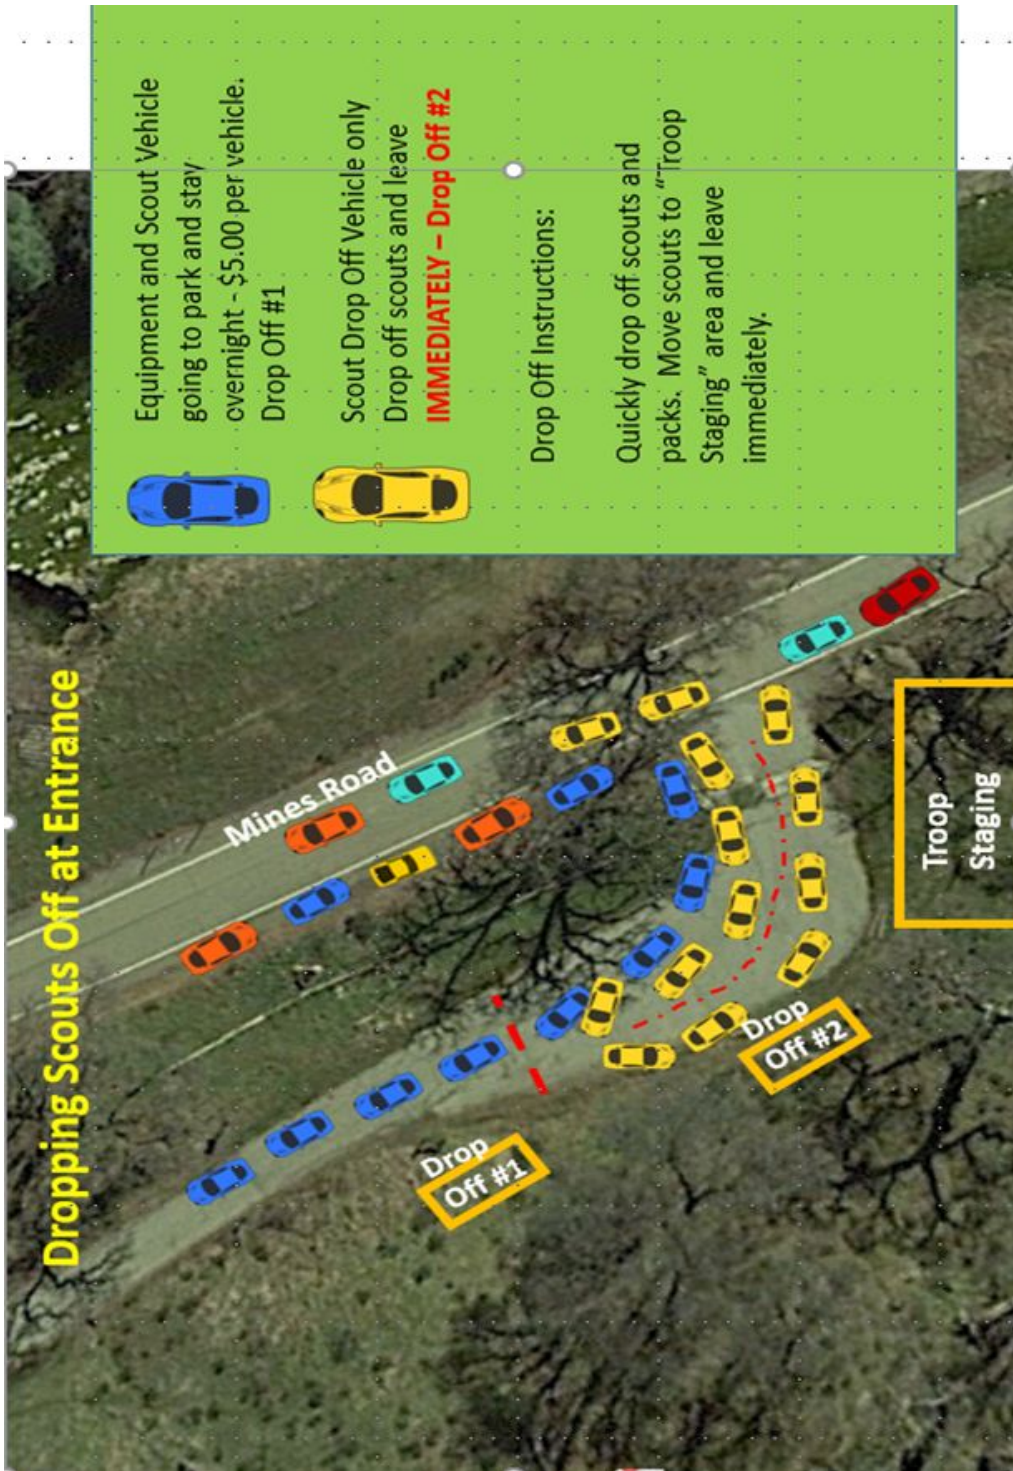 Dropping Scouts Off at Entrance
Equipment and Scout Vehicle
going to park and stay
overnight - $5.00 per vehicle.
Drop Off #1
Scout Drop Off Vehicle only
Drop off scouts and leave
IMMEDIATELY – Drop Off #2
Drop Off Instructions:
Quickly drop off scouts and
packs. Move scouts to “Troop
Staging” area and leave
immediately.
Mines Road
Drop
Off #1
Drop
Off #2
Troop
Staging